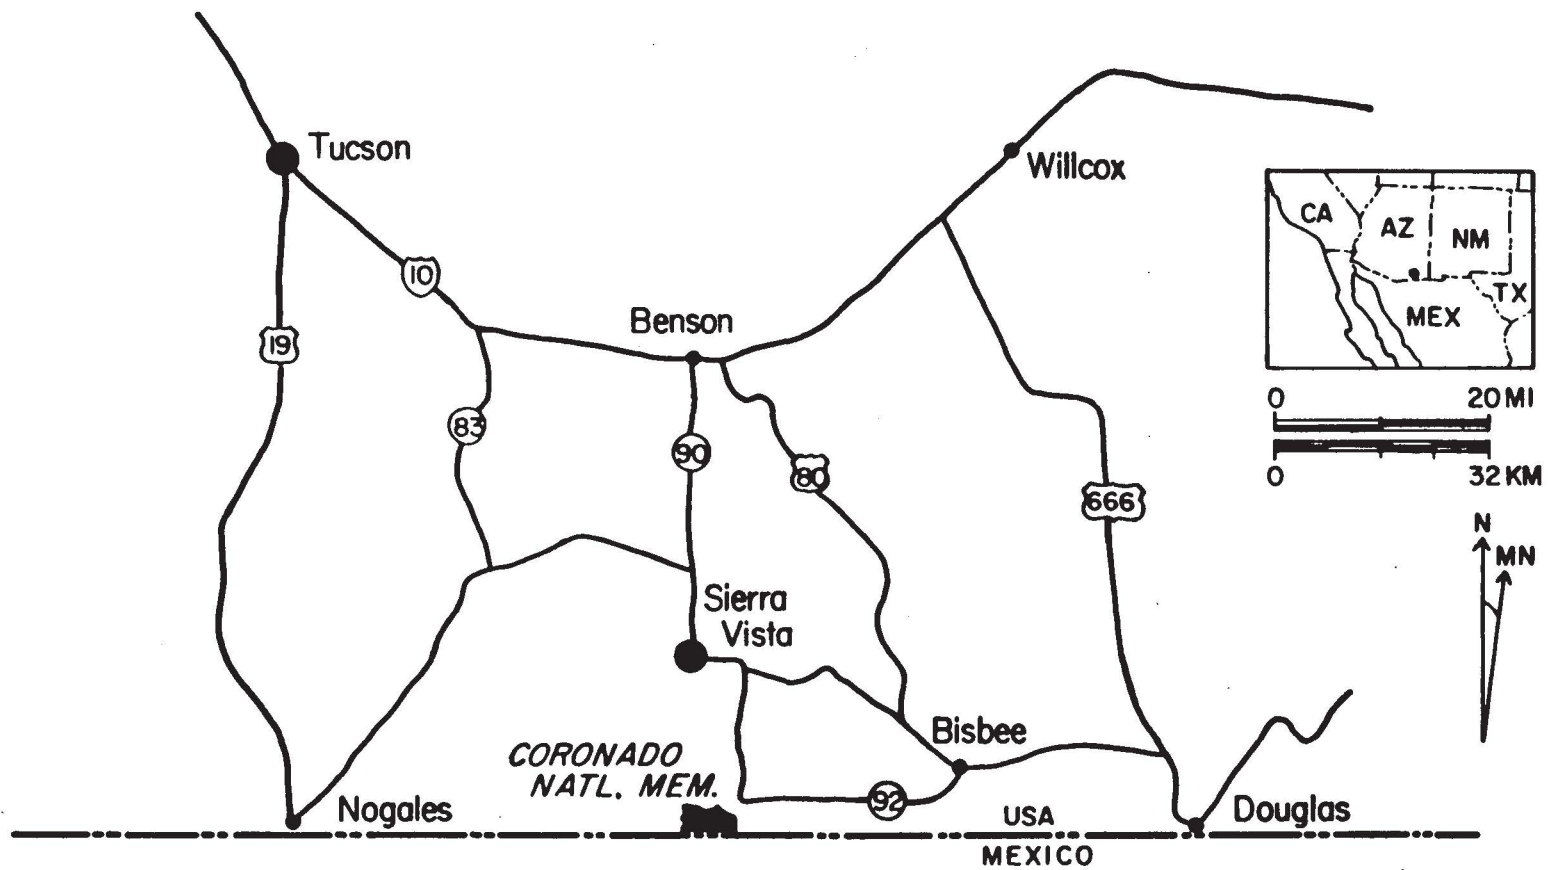 Tucson
Willcox
CA
AZ
NM
TX
MEX
10
19
Benson
0 20 MI
0 32 KM
83
90
80
666
N
MN
Sierra
Vista
CORONADO
NATL. MEM.
Bisbee
92
Nogales
USA
Douglas
MEXICO